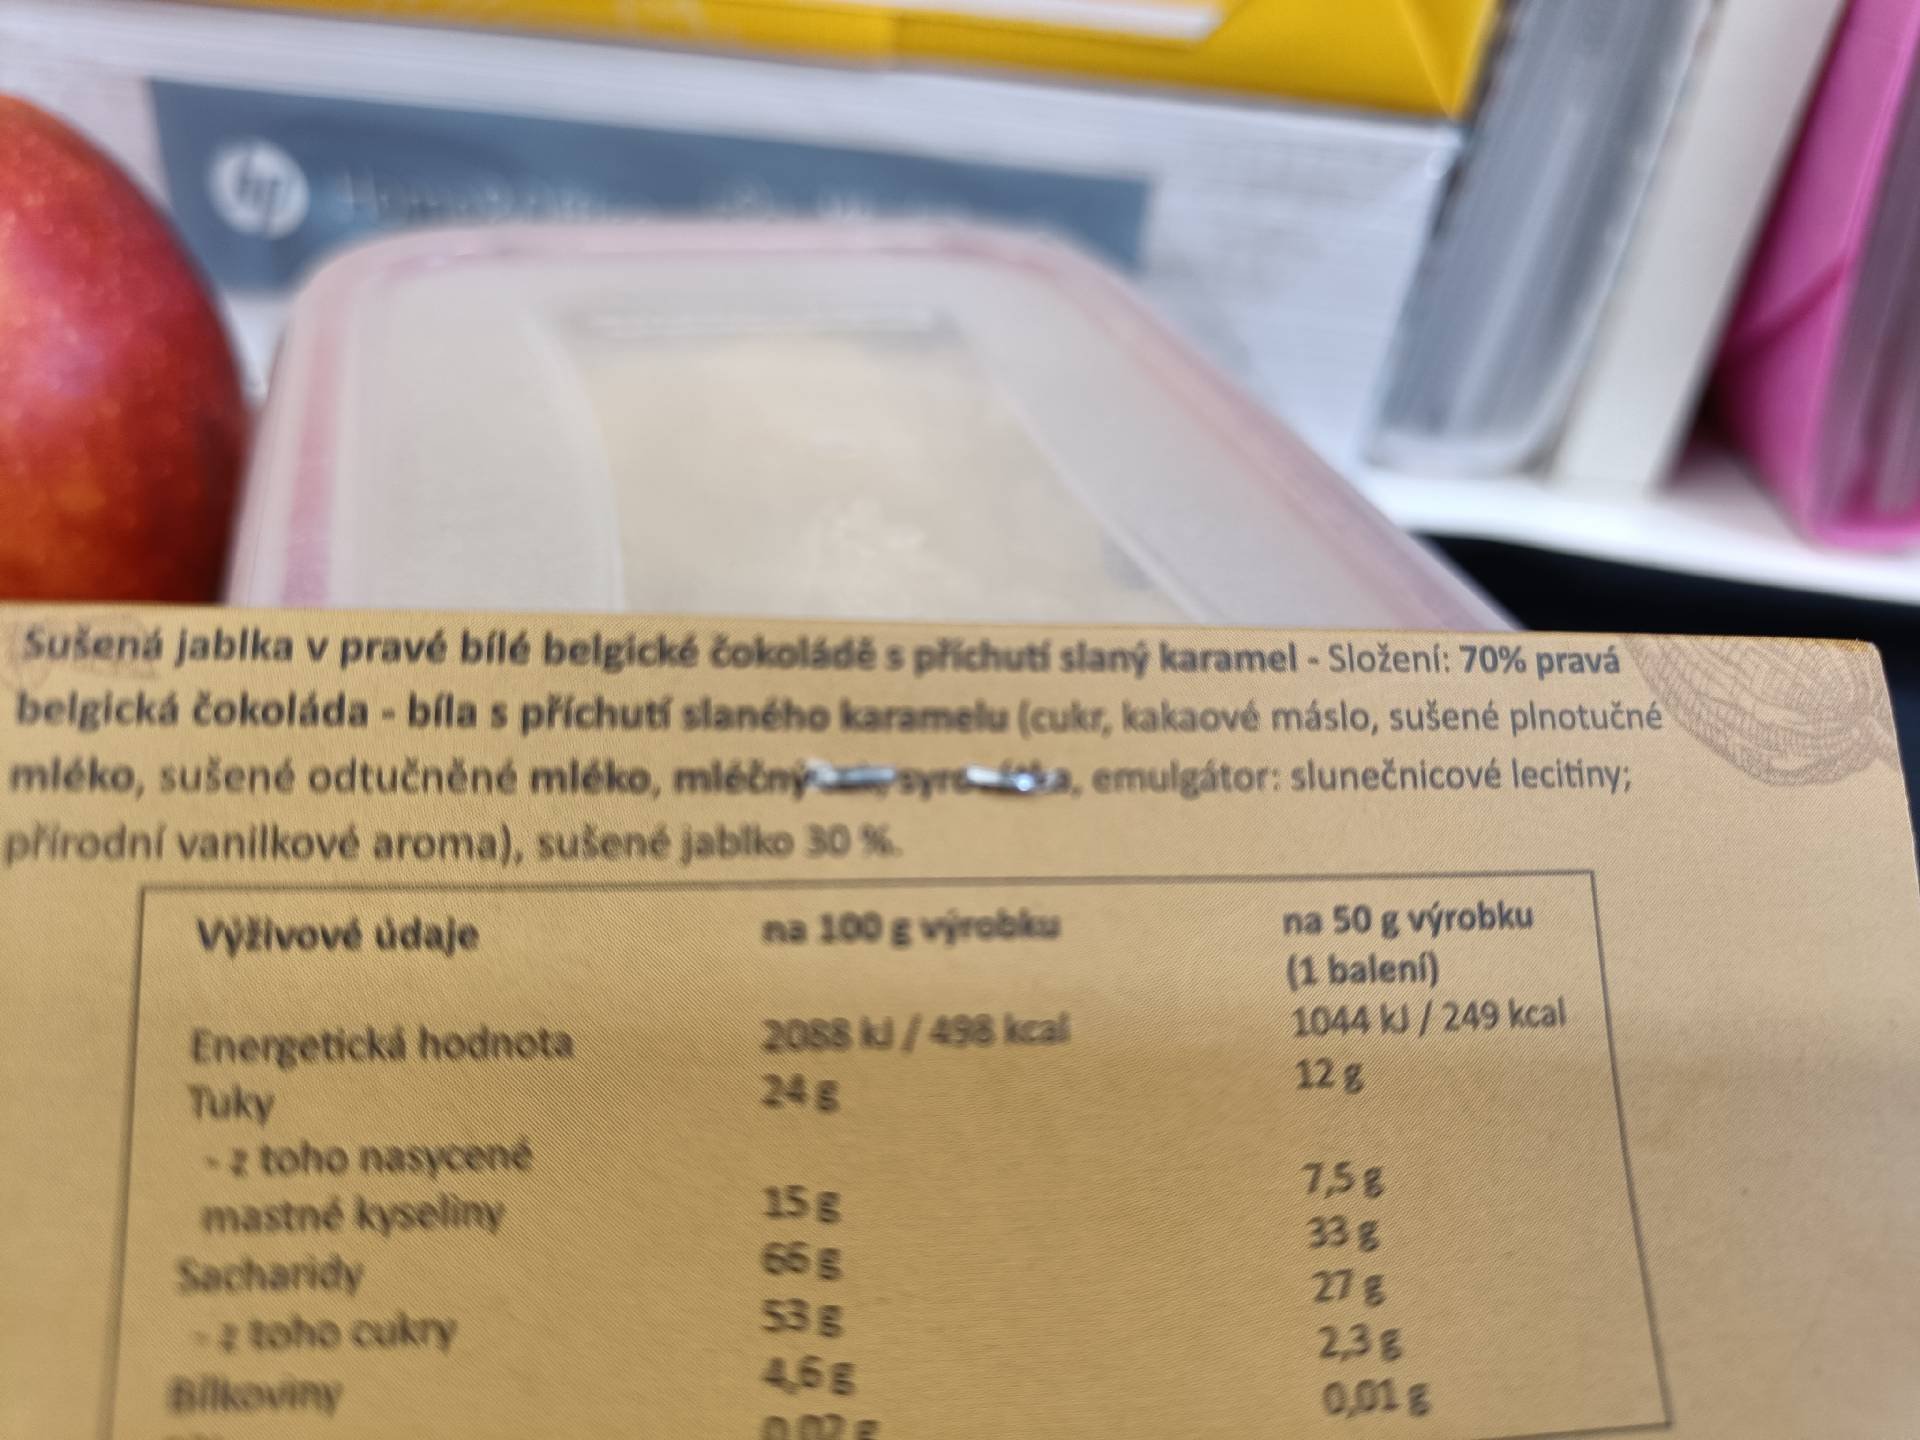 hp
Sušená jablka v pravé bílé belgické čokoládě s příchutí slaný karamel - Složení: 70% pravá
belgická čokoláda - bíla s příchutí slaného karamelu (cukr, kakaové máslo, sušené plnotučné
mléko, sušené odtučněné mléko, emulgátor: slunečnicové lecitiny;
přírodní vanilkové aroma), sušené jablko 30 %.
Výživové údaje na 100 g výrobku na 50 g výrobku
(1 balení)
Energetická hodnota 2088 kJ / 498 kcal 1044 kJ / 249 kcal
Tuky 24 g 12 g
- z toho nasycené
mastné kyseliny 15 g 7,5 g
Sacharidy 66 g 33 g
- z toho cukry 53 g 27 g
Bílkoviny 4,6 g 2,3 g
0,02 g 0,01 g